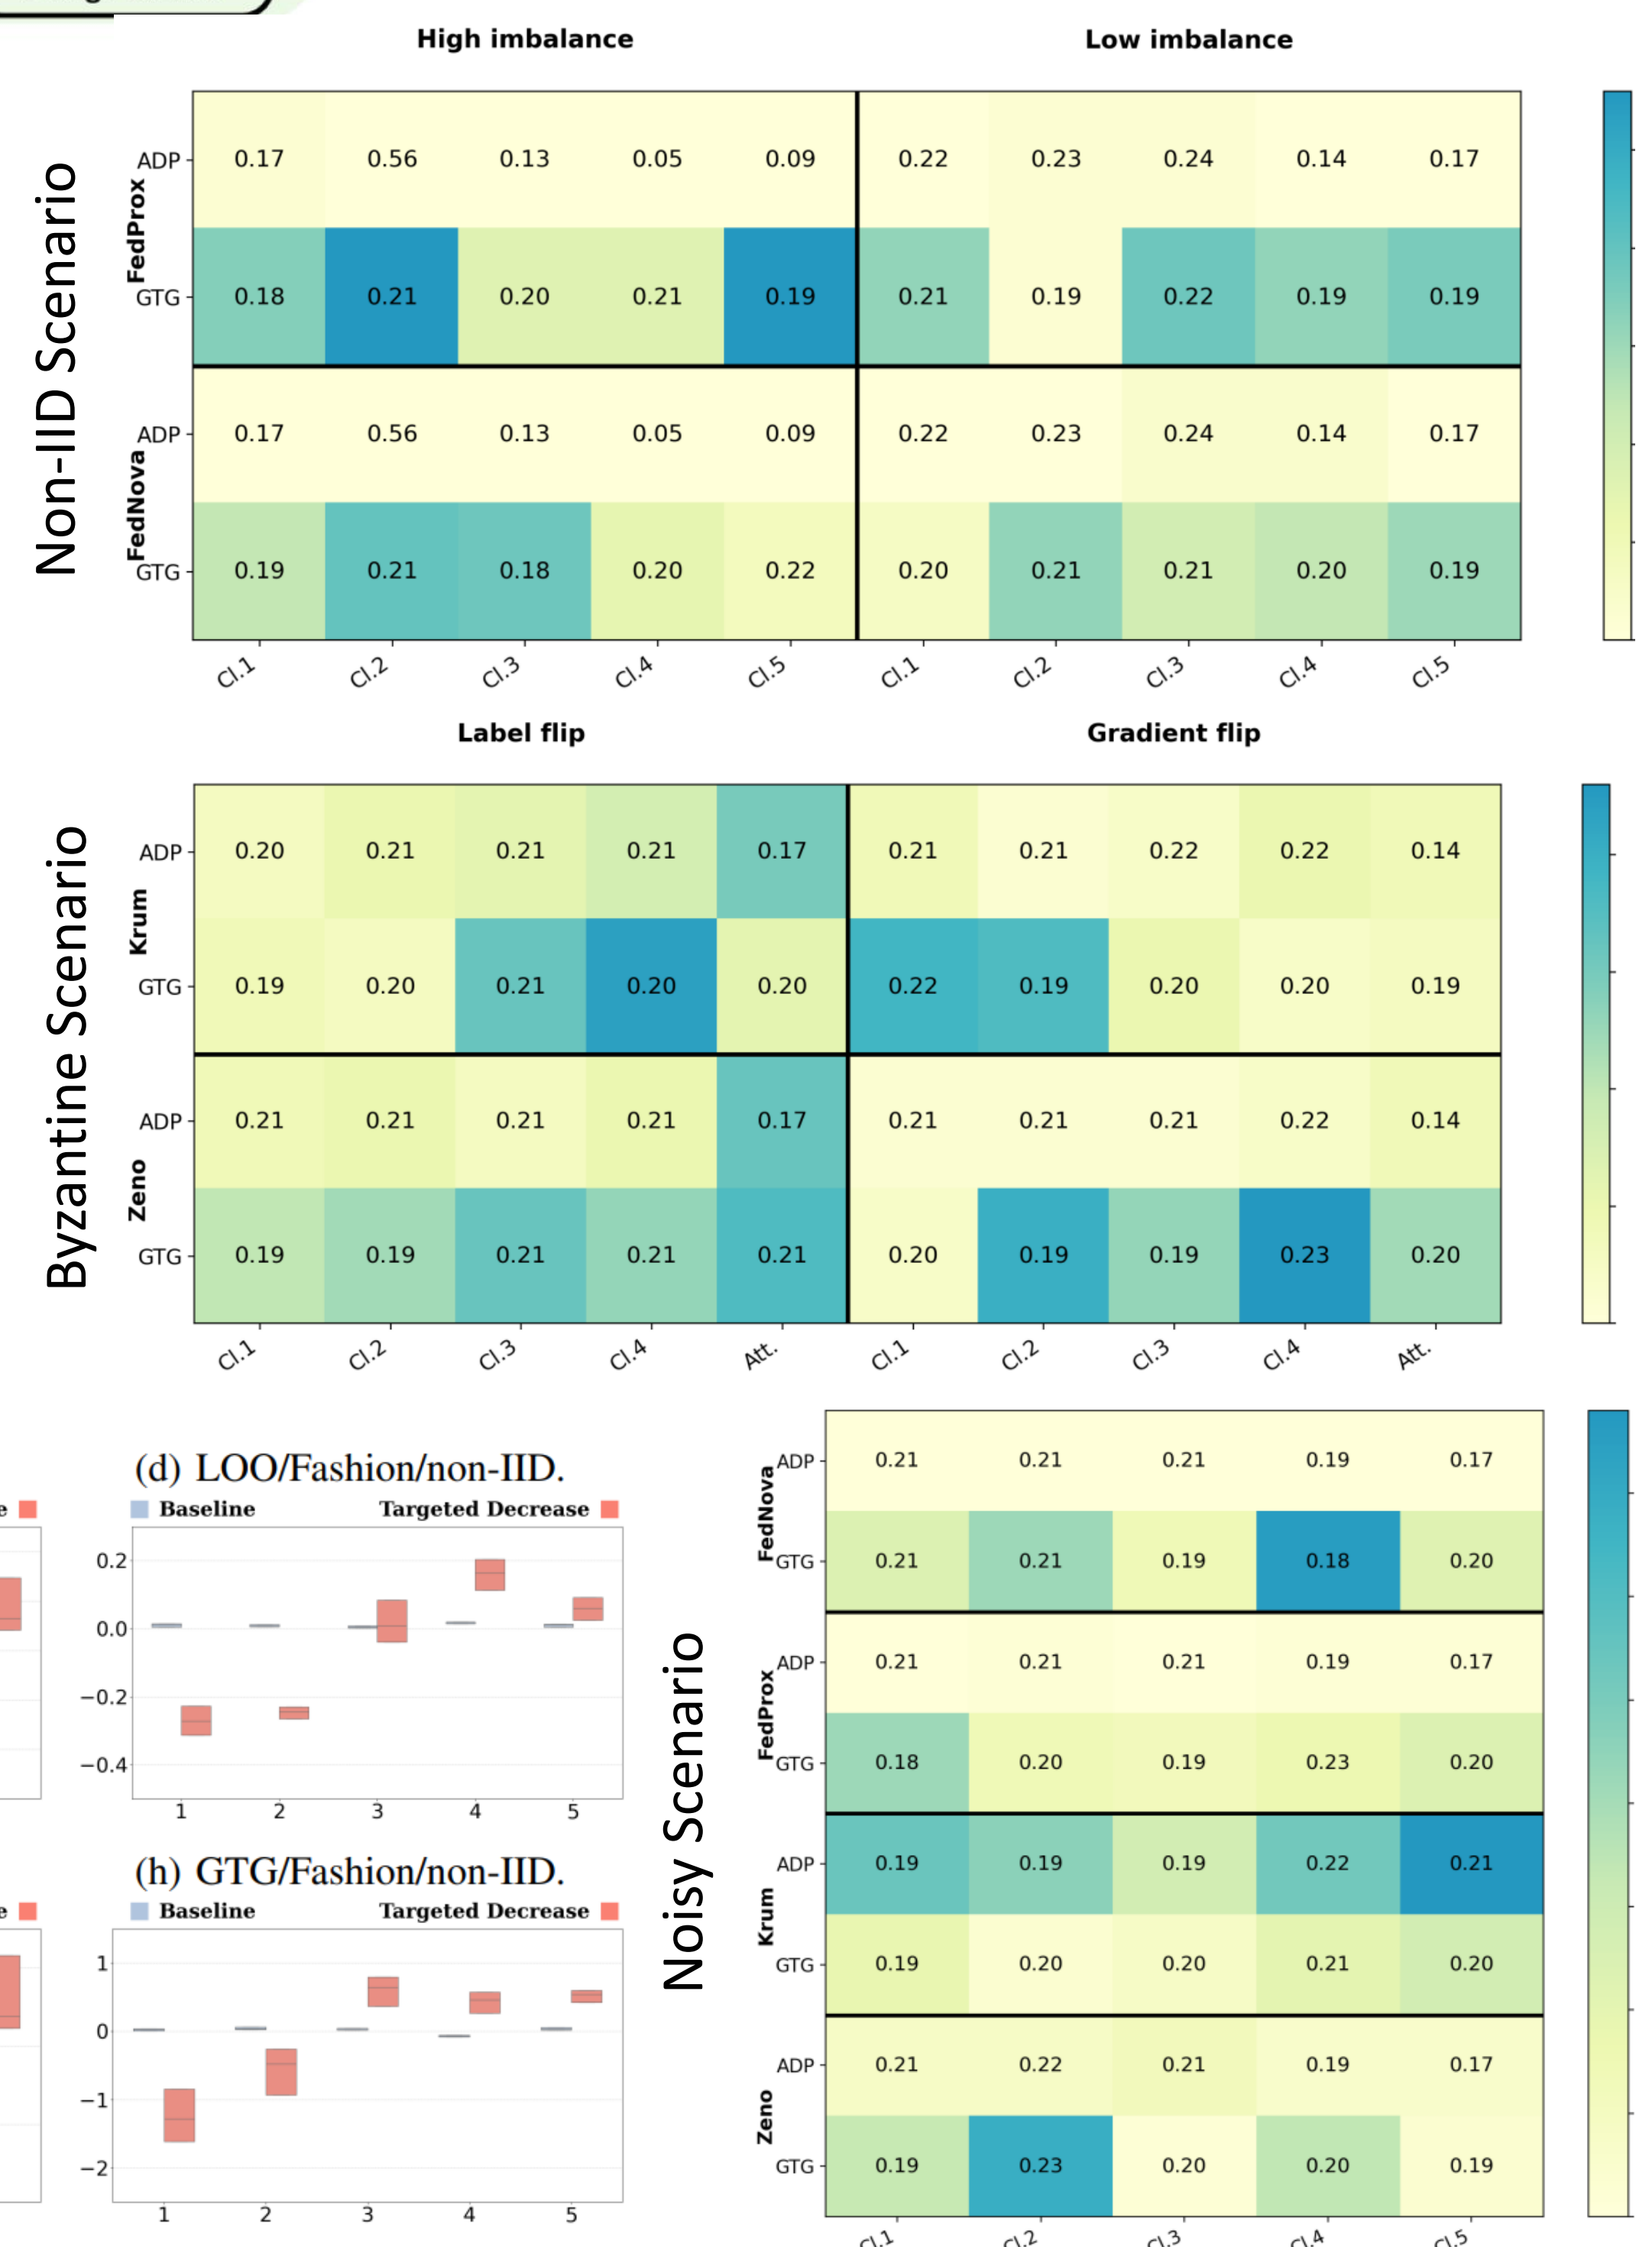 High imbalance Low imbalance
Non-IID Scenario
FedProx
ADP 0.17 0.56 0.13 0.05 0.09 0.22 0.23 0.24 0.14 0.17
GTG 0.18 0.21 0.20 0.21 0.19 0.21 0.19 0.22 0.19 0.19
FedNova
ADP 0.17 0.56 0.13 0.05 0.09 0.22 0.23 0.24 0.14 0.17
GTG 0.19 0.21 0.18 0.20 0.22 0.20 0.21 0.21 0.20 0.19
Cl.1 Cl.2 Cl.3 Cl.4 Cl.5 Cl.1 Cl.2 Cl.3 Cl.4 Cl.5
Label flip Gradient flip
Byzantine Scenario
Krum
ADP 0.20 0.21 0.21 0.21 0.17 0.21 0.21 0.22 0.22 0.14
GTG 0.19 0.20 0.21 0.20 0.20 0.22 0.19 0.20 0.20 0.19
Zeno
ADP 0.21 0.21 0.21 0.21 0.17 0.21 0.21 0.21 0.22 0.14
GTG 0.19 0.19 0.21 0.21 0.21 0.20 0.19 0.19 0.23 0.20
Cl.1 Cl.2 Cl.3 Cl.4 Att. Cl.1 Cl.2 Cl.3 Cl.4 Att.
(d) LOO/Fashion/non-IID.
Baseline Targeted Decrease
0.2
0.0
−0.2
−0.4
1 2 3 4 5
(h) GTG/Fashion/non-IID.
Baseline Targeted Decrease
1
0
−1
−2
1 2 3 4 5
Noisy Scenario
FedNova
ADP 0.21 0.21 0.21 0.19 0.17
GTG 0.21 0.21 0.19 0.18 0.20
FedProx
ADP 0.21 0.21 0.21 0.19 0.17
GTG 0.18 0.20 0.19 0.23 0.20
Krum
ADP 0.19 0.19 0.19 0.22 0.21
GTG 0.19 0.20 0.20 0.21 0.20
Zeno
ADP 0.21 0.22 0.21 0.19 0.17
GTG 0.19 0.23 0.20 0.20 0.19
Cl.1 Cl.2 Cl.3 Cl.4 Cl.5